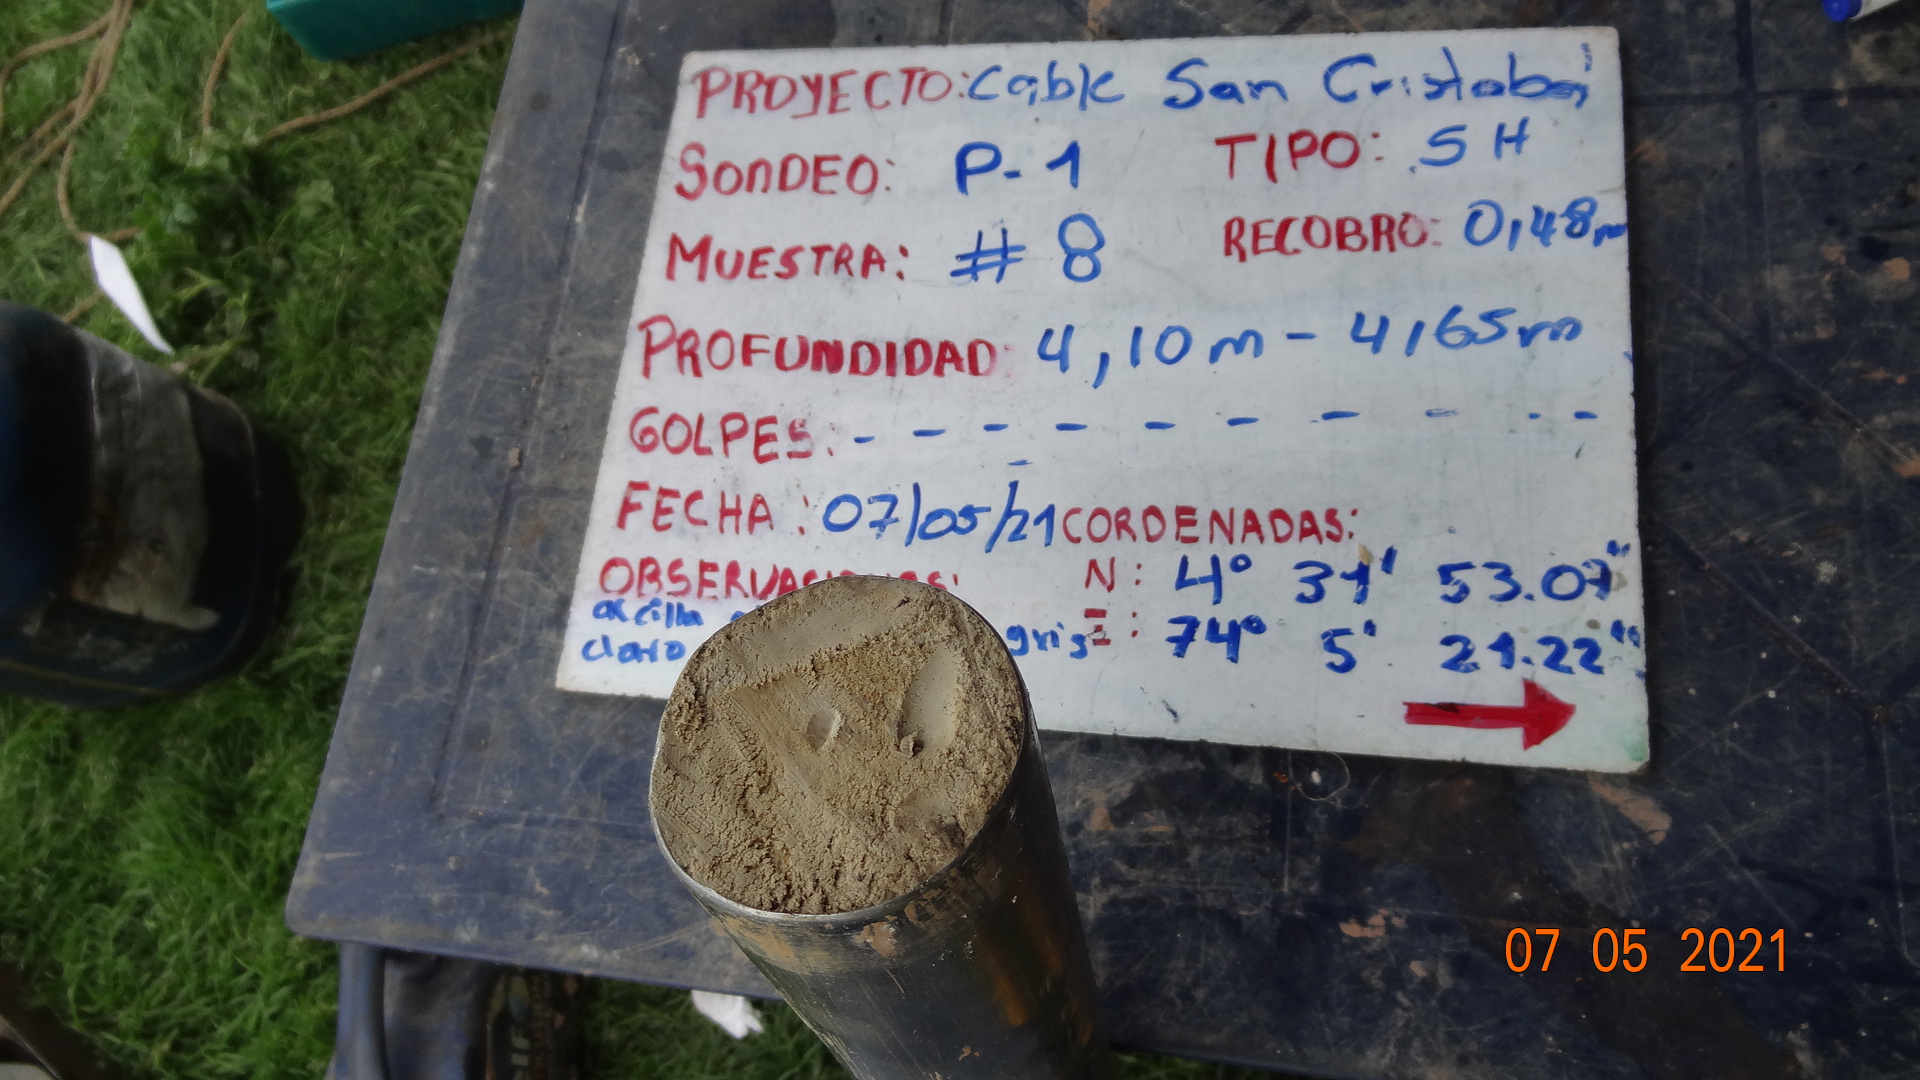 PROYECTO: Cable San Cristobal
SONDEO: P-1 TIPO: SH
MUESTRA: # 8 RECOBRO: 0,48m
PROFUNDIDAD: 4,10m - 4,65m
GOLPES: - - - - - - - - - -
FECHA: 07/05/21 CORDENADAS:
OBSERVACIONES: N: 4° 31' 53.07"
arcilla E: 74° 5' 21.22"
claro gris
07 05 2021